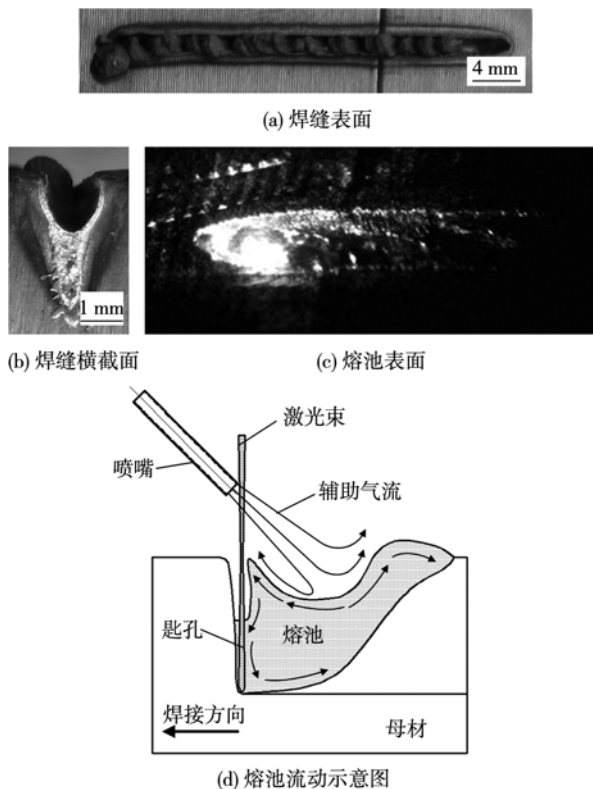 4 mm
(a) 焊缝表面
1 mm
(b) 焊缝横截面
(c) 熔池表面
激光束
喷嘴
辅助气流
匙孔
熔池
焊接方向
母材
(d) 熔池流动示意图